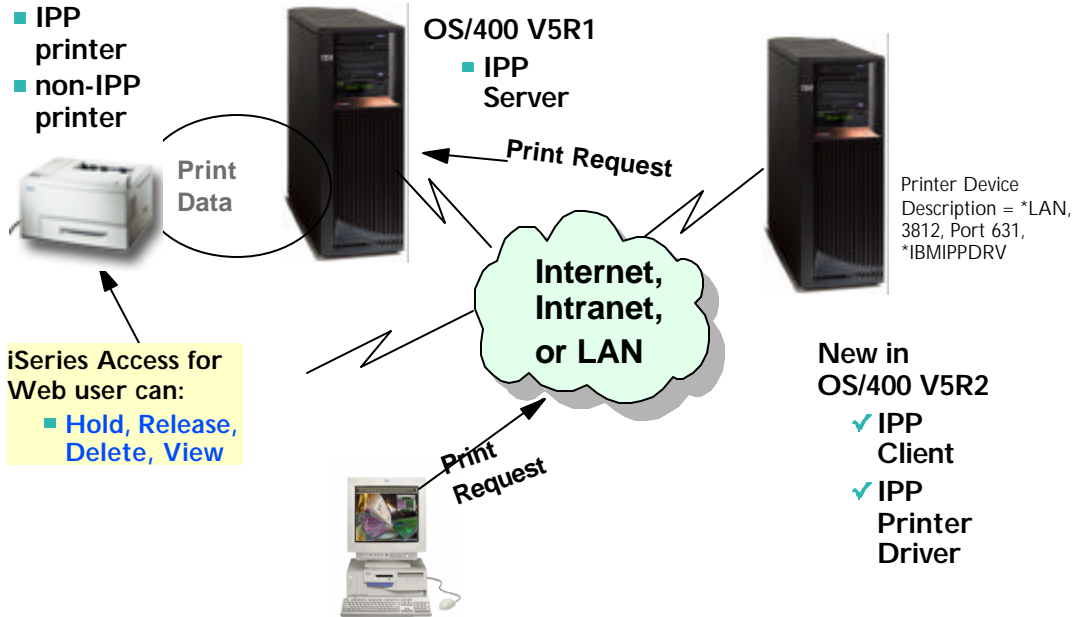 IPP
printer
non-IPP
printer
Print
Data
OS/400 V5R1
IPP
Server
Print Request
Printer Device
Description = *LAN,
3812, Port 631,
*IBMIPPDRV
Internet,
Intranet,
or LAN
iSeries Access for
Web user can:
Hold, Release,
Delete, View
Print
Request
New in
OS/400 V5R2
IPP
Client
IPP
Printer
Driver